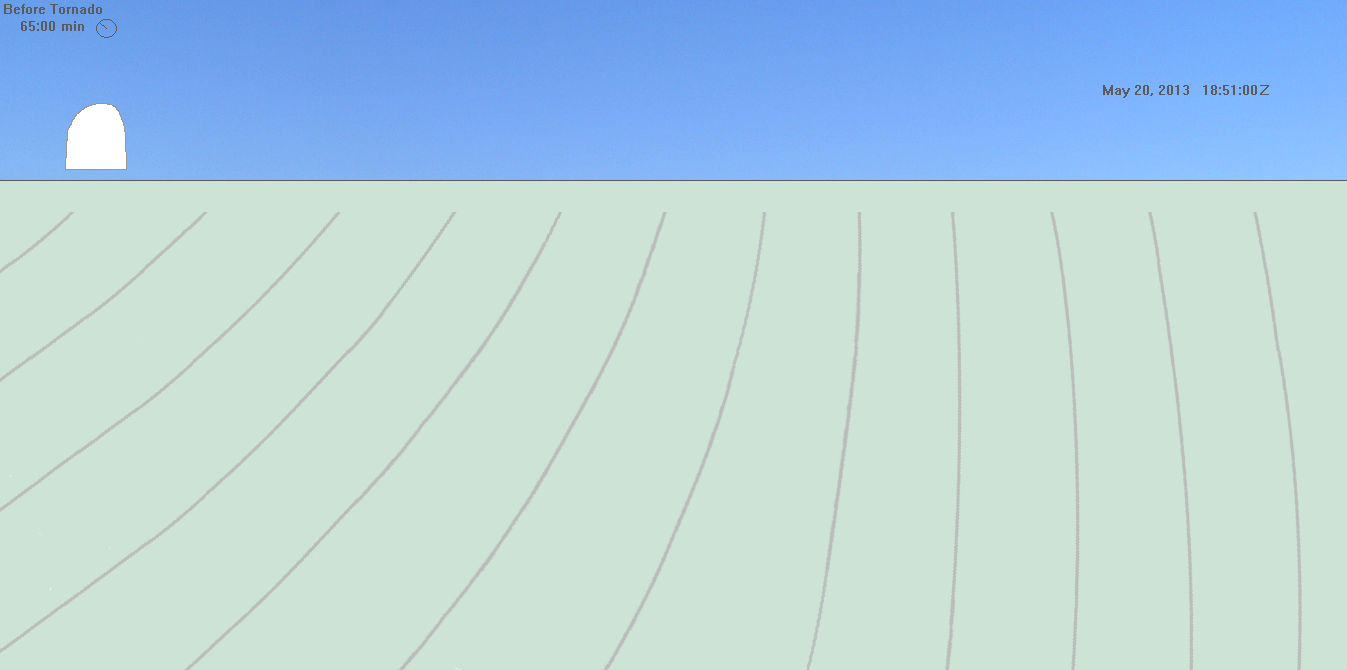 Before Tornado
65:00 min
May 20, 2013 18:51:00Z